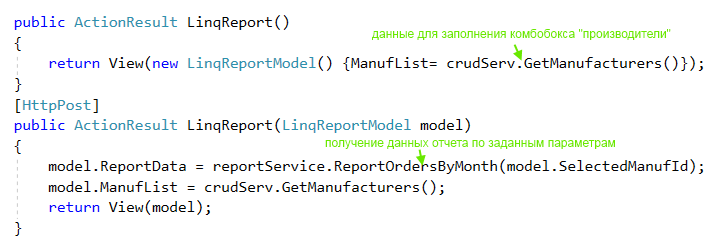 public ActionResult LinqReport()
{
данные для заполнения комбобокса "производители"
return View(new LinqReportModel() {ManufList= crudServ.GetManufacturers()});
}
[HttpPost]
public ActionResult LinqReport(LinqReportModel model)
{
получение данных отчета по заданным параметрам
model.ReportData = reportService.ReportOrdersByMonth(model.SelectedManufId);
model.ManufList = crudServ.GetManufacturers();
return View(model);
}